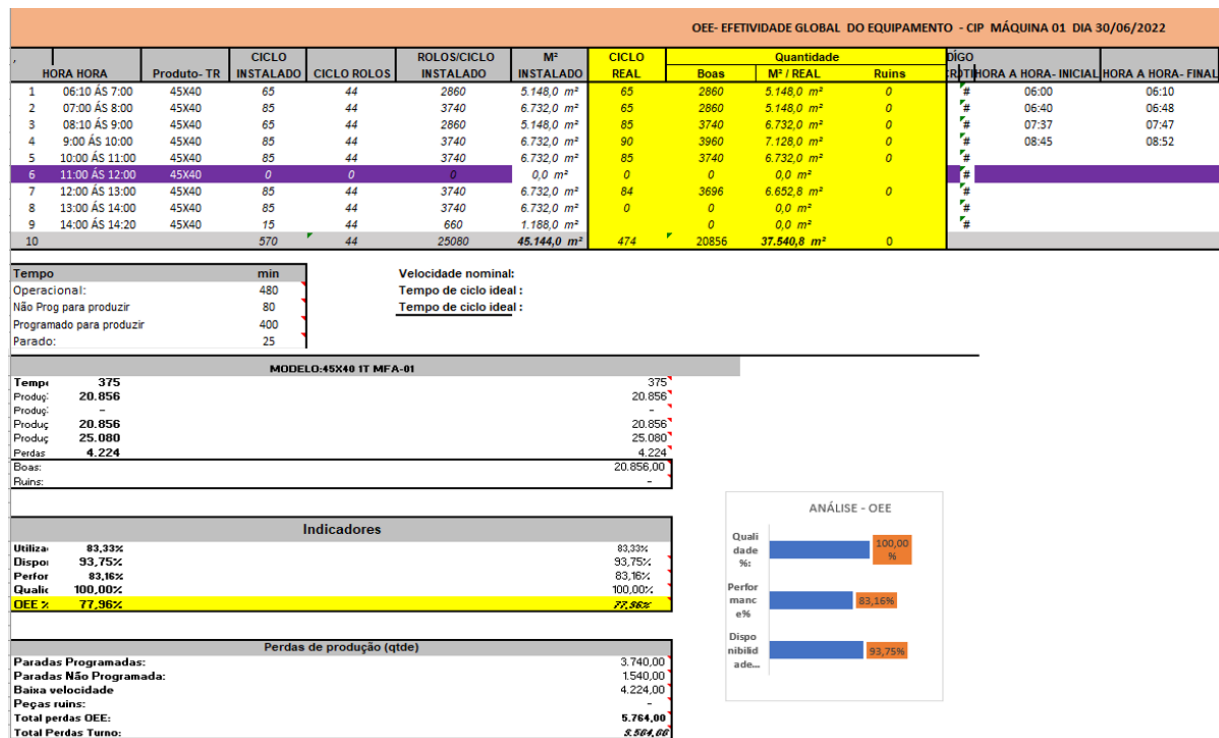 OEE- EFETIVIDADE GLOBAL DO EQUIPAMENTO - CIP MÁQUINA 01 DIA 30/06/2022
, CICLO ROLOS/CICLO M² CICLO Quantidade DÍGO
HORA HORA Produto- TR INSTALADO CICLO ROLOS INSTALADO INSTALADO REAL Boas M² / REAL Ruins HORA A HORA- INICIAL HORA A HORA- FINAL
1 06:10 ÁS 7:00 45X40 65 44 2860 5.148,0 m² 65 2860 5.148,0 m² 0 # 06:00 06:10
2 07:00 ÁS 8:00 45X40 85 44 3740 6.732,0 m² 65 2860 5.148,0 m² 0 # 06:40 06:48
3 08:10 ÁS 9:00 45X40 65 44 2860 5.148,0 m² 85 3740 6.732,0 m² 0 # 07:37 07:47
4 9:00 ÁS 10:00 45X40 85 44 3740 6.732,0 m² 90 3960 7.128,0 m² 0 # 08:45 08:52
5 10:00 ÁS 11:00 45X40 85 44 3740 6.732,0 m² 85 3740 6.732,0 m² 0 #
6 11:00 ÁS 12:00 45X40 0 0 0 0,0 m² 0 0 0,0 m² #
7 12:00 ÁS 13:00 45X40 85 44 3740 6.732,0 m² 84 3696 6.652,8 m² 0 #
8 13:00 ÁS 14:00 45X40 85 44 3740 6.732,0 m² 0 0 0,0 m² #
9 14:00 ÁS 14:20 45X40 15 44 660 1.188,0 m² 0 0,0 m² #
10 570 44 25080 45.144,0 m² 474 20856 37.540,8 m² 0
Tempo min
Operacional: 480
Não Prog para produzir 80
Programado para produzir 400
Parado: 25
Velocidade nominal:
Tempo de ciclo ideal :
Tempo de ciclo ideal :
MODELO:45X40 1T MFA-01
Tempo 375 375
Produç 20.856 20.856
Produç - -
Produç 20.856 20.856
Produç 25.080 25.080
Perdas 4.224 4.224
Boas: 20.856,00
Ruins: -
Indicadores
Utiliza 83,33% 83,33%
Dispo 93,75% 93,75%
Perfor 83,16% 83,16%
Qualic 100,00% 100,00%
OEE % 77,96% 77,96%
Perdas de produção (qtde)
Paradas Programadas: 3.740,00
Paradas Não Programada: 1.540,00
Baixa velocidade 4.224,00
Peças ruins: -
Total perdas OEE: 5.764,00
Total Perdas Turno:
ANÁLISE - OEE
Quali
dade
%:
100,00
%
Perfor
manc
e%
83,16%
Dispo
nibilid
ade...
93,75%